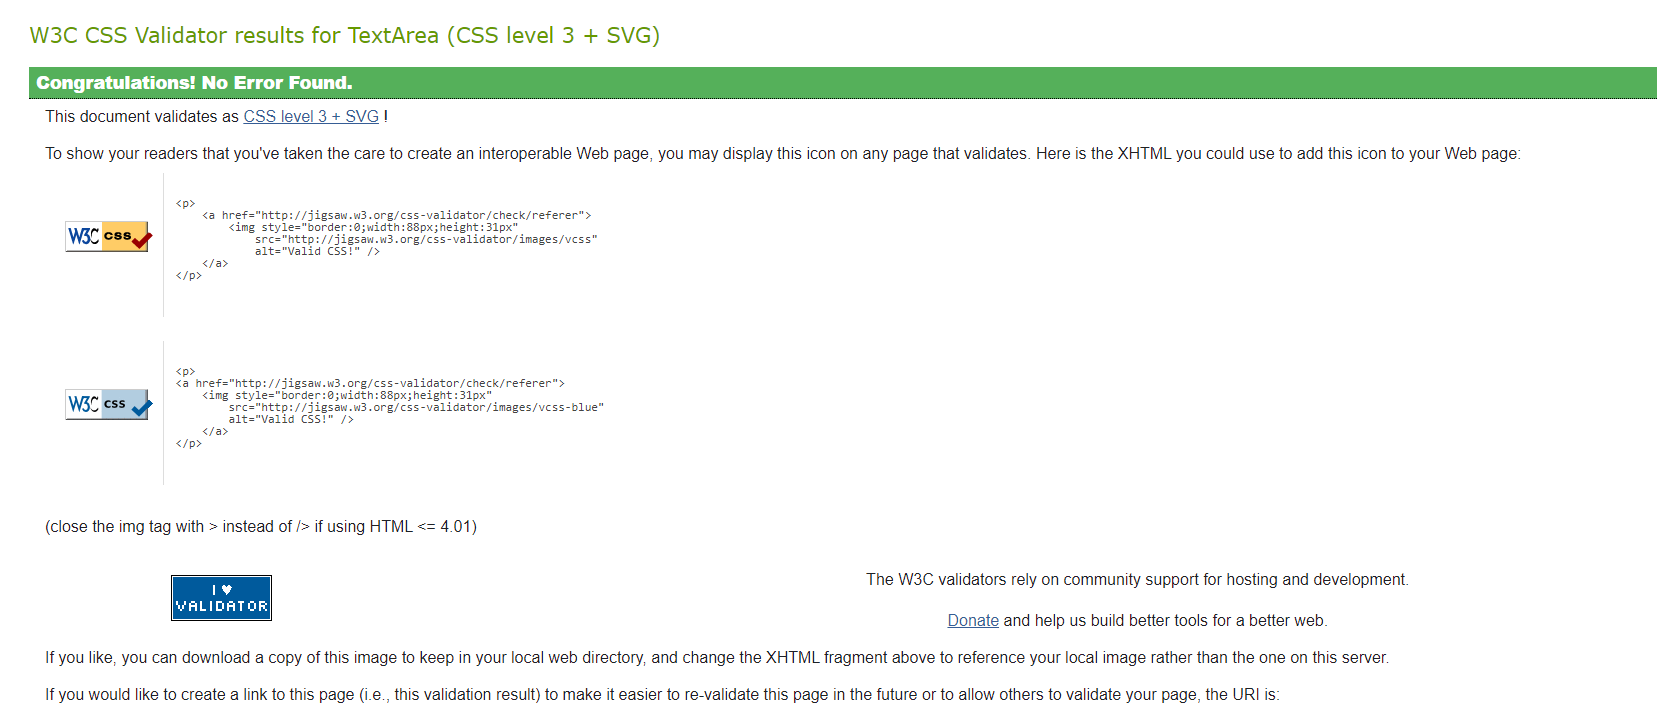 W3C CSS Validator results for TextArea (CSS level 3 + SVG)
Congratulations! No Error Found.
This document validates as CSS level 3 + SVG !
To show your readers that you've taken the care to create an interoperable Web page, you may display this icon on any page that validates. Here is the XHTML you could use to add this icon to your Web page:
W3C css
<p>
<a href="http://jigsaw.w3.org/css-validator/check/referer">
<img style="border:0;width:88px;height:31px"
src="http://jigsaw.w3.org/css-validator/images/vcss"
alt="Valid CSS!" />
</a>
</p>
W3C css
<p>
<a href="http://jigsaw.w3.org/css-validator/check/referer">
<img style="border:0;width:88px;height:31px"
src="http://jigsaw.w3.org/css-validator/images/vcss-blue"
alt="Valid CSS!" />
</a>
</p>
(close the img tag with > instead of /> if using HTML <= 4.01)
I ♥
VALIDATOR
The W3C validators rely on community support for hosting and development.
Donate and help us build better tools for a better web.
If you like, you can download a copy of this image to keep in your local web directory, and change the XHTML fragment above to reference your local image rather than the one on this server.
If you would like to create a link to this page (i.e., this validation result) to make it easier to re-validate this page in the future or to allow others to validate your page, the URI is: